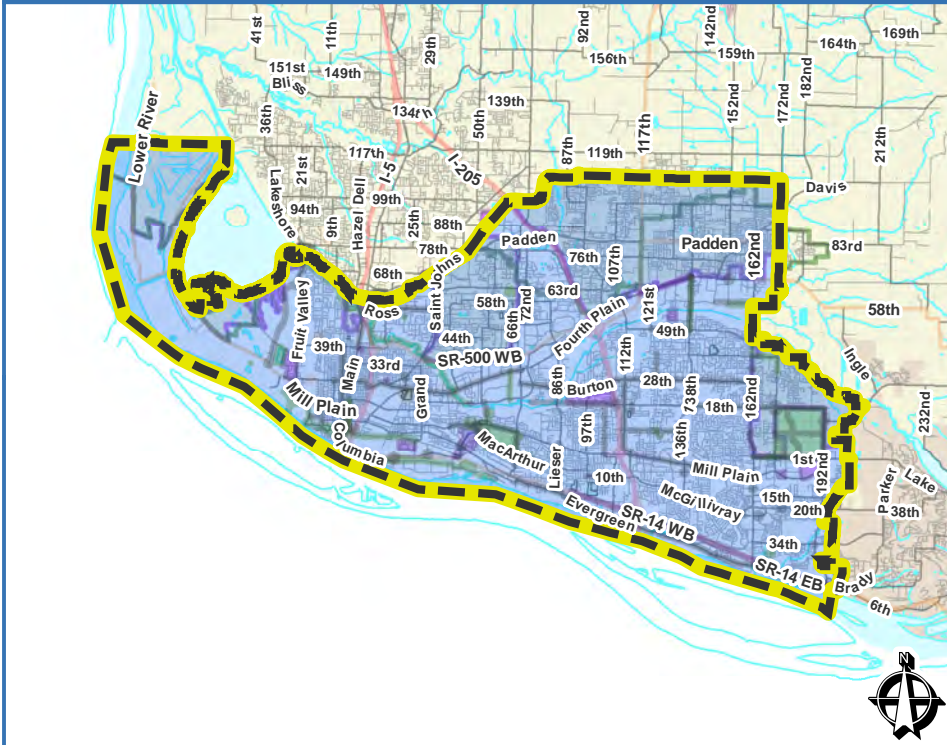 41st
11th
29th
92nd
142nd
169th
164th
159th
156th
151st
149th
Bliss
182nd
172nd
152nd
139th
134th
50th
36th
117th
212th
87th
119th
117th
I-5
I-205
Lower River
Lakeshore
21st
Hazel Dell
99th
Davis
94th
9th
25th
88th
78th
Padden
Padden
83rd
162nd
76th
107th
68th
Saint Johns
63rd
Ross
58th
72nd
66th
121st
58th
Fourth Plain
49th
Fruit Valley
44th
39th
SR-500 WB
112th
Ingle
Main
33rd
86th
Burton
28th
138th
18th
162nd
232nd
Grand
Mill Plain
97th
136th
Columbia
MacArthur
Lieser
1st
192nd
Mill Plain
Lake
Parker
10th
McGillivray
15th
20th
38th
Evergreen
SR-14 WB
34th
SR-14 EB
Brady
6th
N